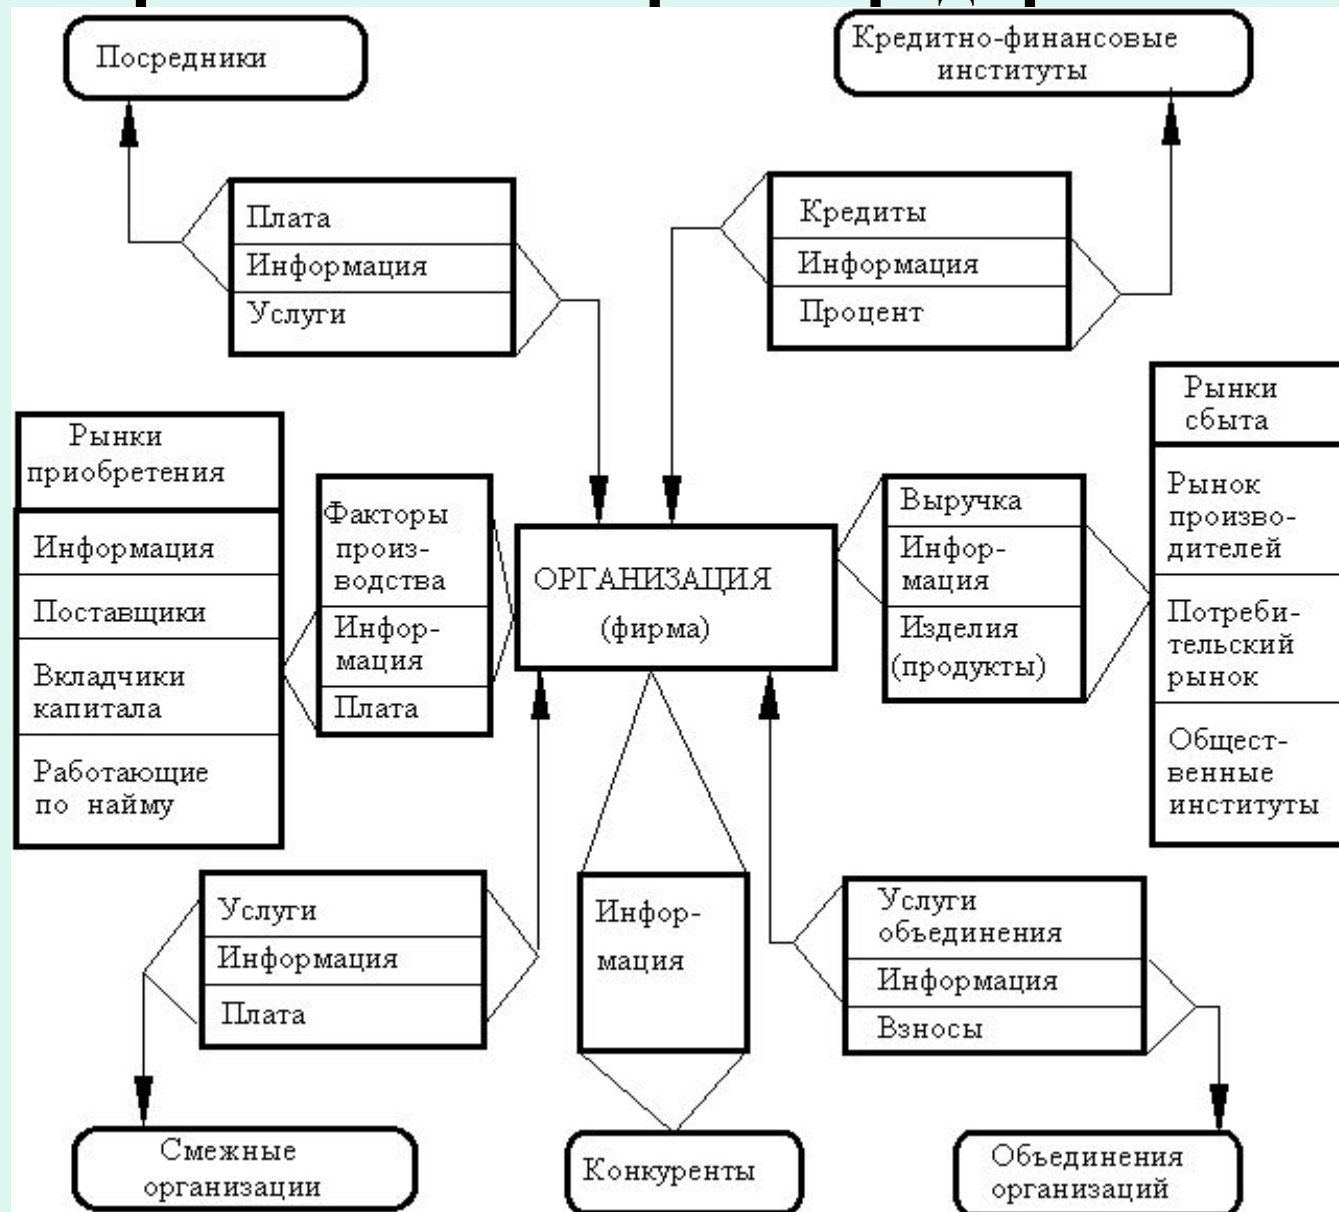 Посредники
Кредитно-финансовые
институты
Плата
Информация
Услуги
Кредиты
Информация
Процент
Рынки
приобретения
Информация
Поставщики
Вкладчики
капитала
Работающие
по найму
Факторы
произ-
водства
Инфор-
мация
Плата
ОРГАНИЗАЦИЯ
(фирма)
Выручка
Инфор-
мация
Изделия
(продукты)
Рынки
сбыта
Рынок
произво-
дителей
Потреби-
тельский
рынок
Общест-
венные
институты
Услуги
Информация
Плата
Инфор-
мация
Услуги
объединения
Информация
Взносы
Смежные
организации
Конкуренты
Объединения
организаций